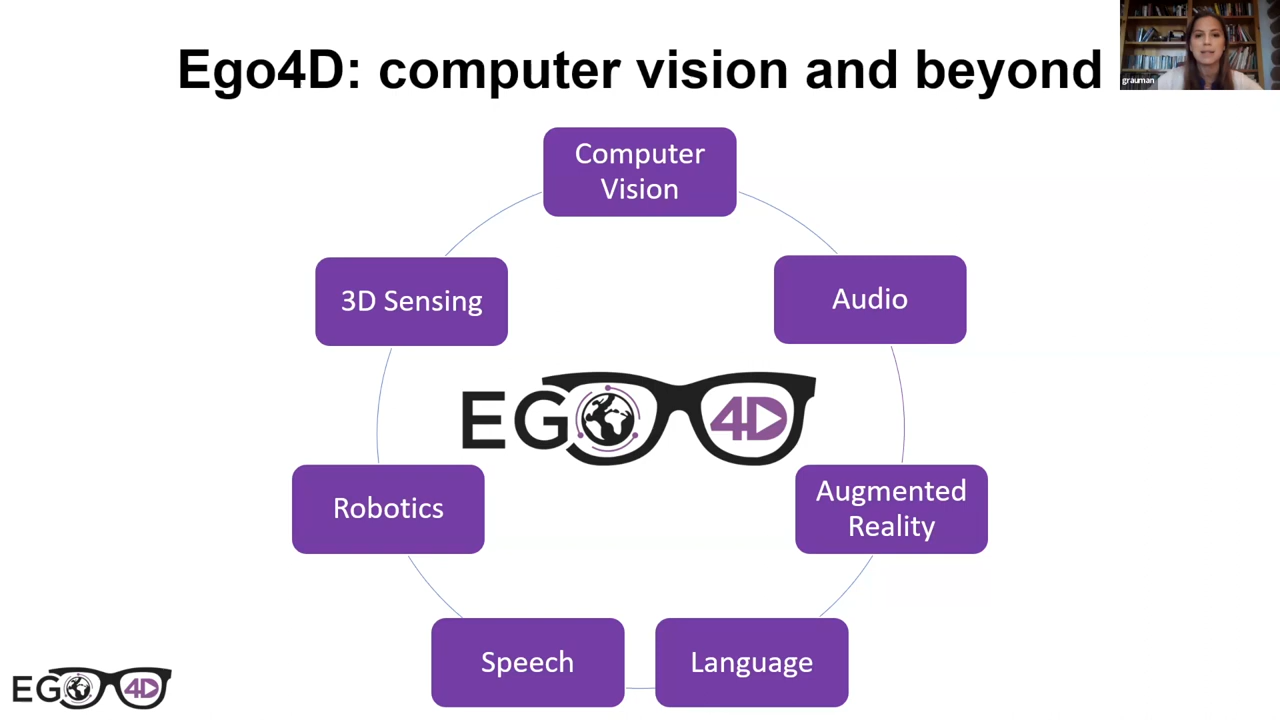 Ego4D: computer vision and beyond
grauman
Computer
Vision
3D Sensing
Audio
EGO 4D
Robotics
Augmented
Reality
Speech
Language
EGO 4D